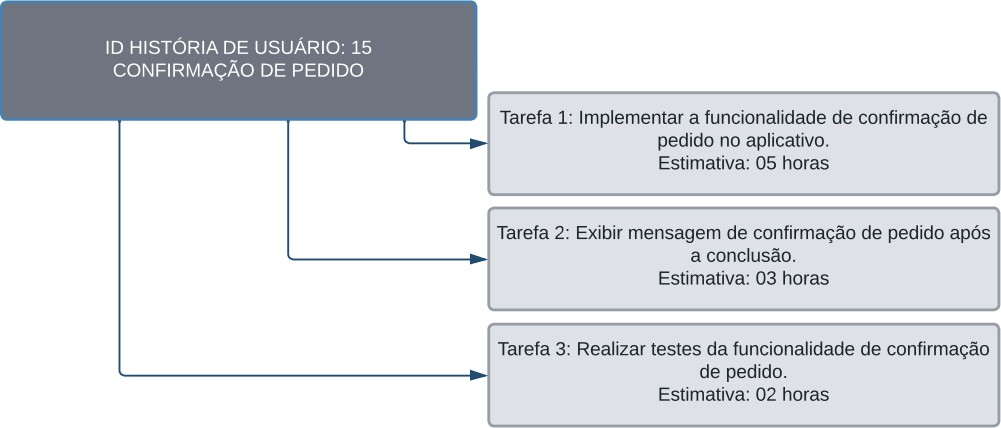 ID HISTÓRIA DE USUÁRIO: 15
CONFIRMAÇÃO DE PEDIDO
Tarefa 1: Implementar a funcionalidade de confirmação de
pedido no aplicativo.
Estimativa: 05 horas
Tarefa 2: Exibir mensagem de confirmação de pedido após
a conclusão.
Estimativa: 03 horas
Tarefa 3: Realizar testes da funcionalidade de confirmação
de pedido.
Estimativa: 02 horas